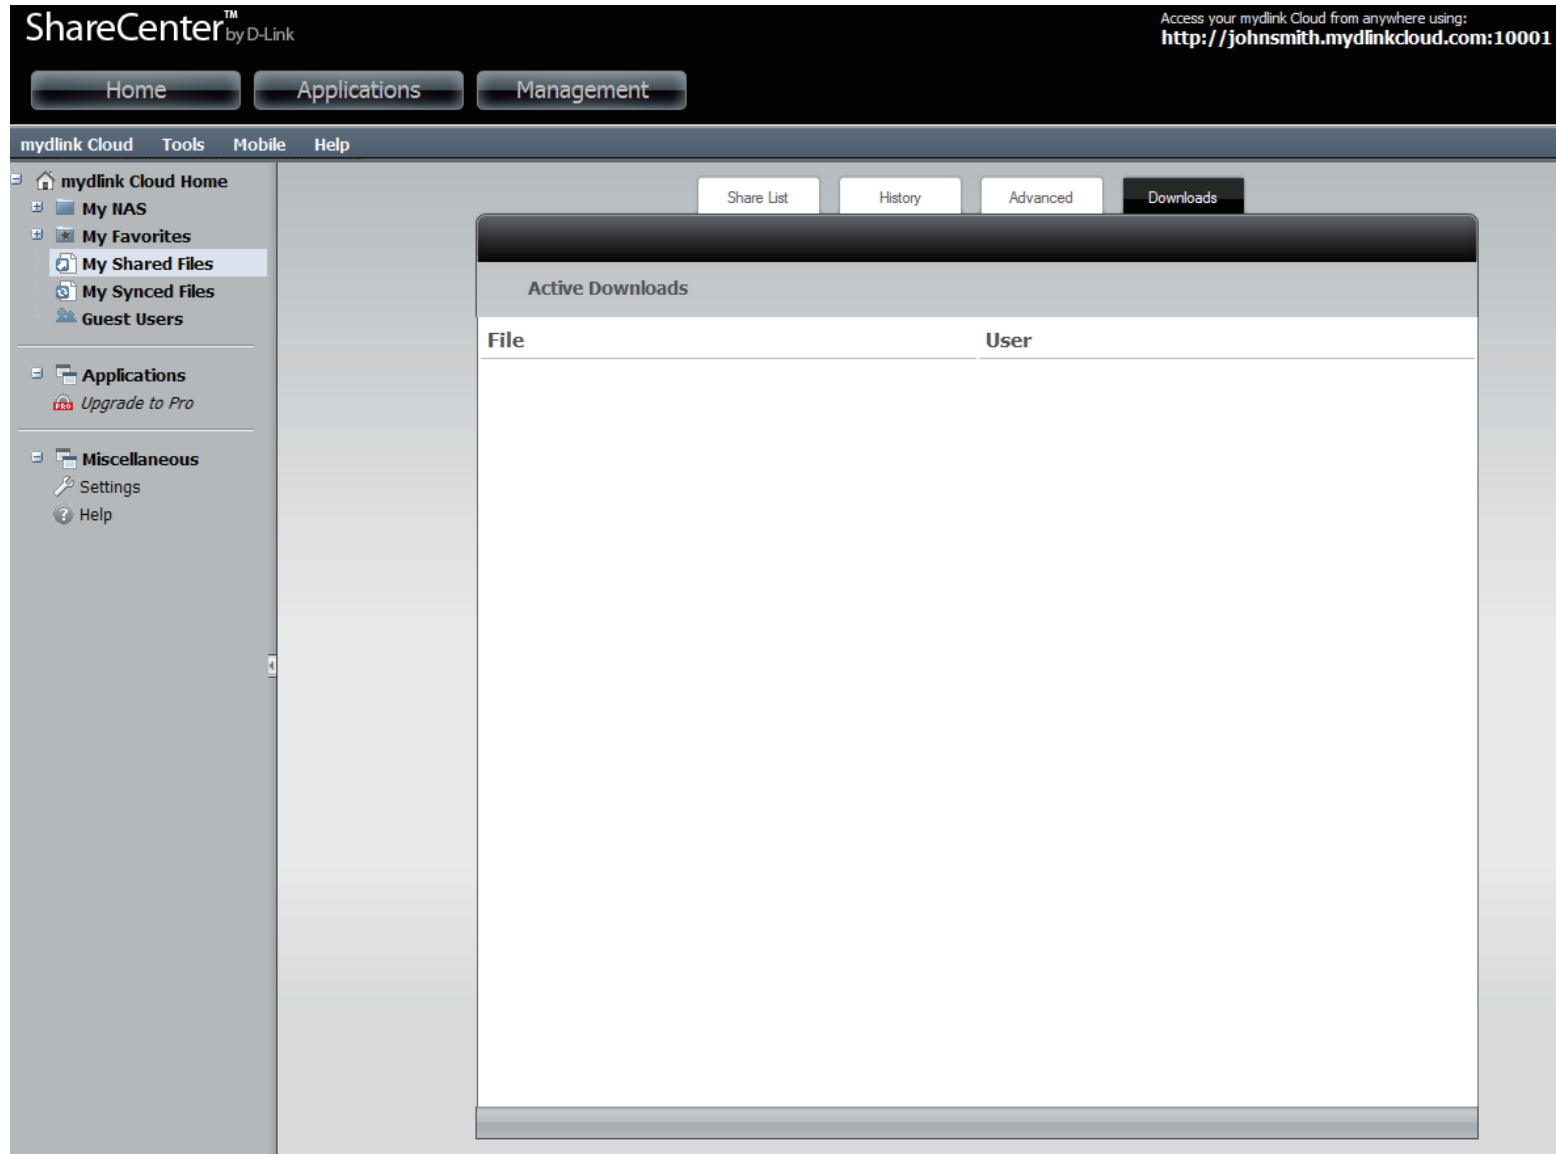 ShareCenter™ by D-Link
Access your mydlink Cloud from anywhere using:
http://johnsmith.mydlinkcloud.com:10001
Home Applications Management
mydlink Cloud Tools Mobile Help
mydlink Cloud Home
My NAS
My Favorites
My Shared Files
My Synced Files
Guest Users
Applications
PRO Upgrade to Pro
Miscellaneous
Settings
? Help
Share List History Advanced Downloads
Active Downloads
File User